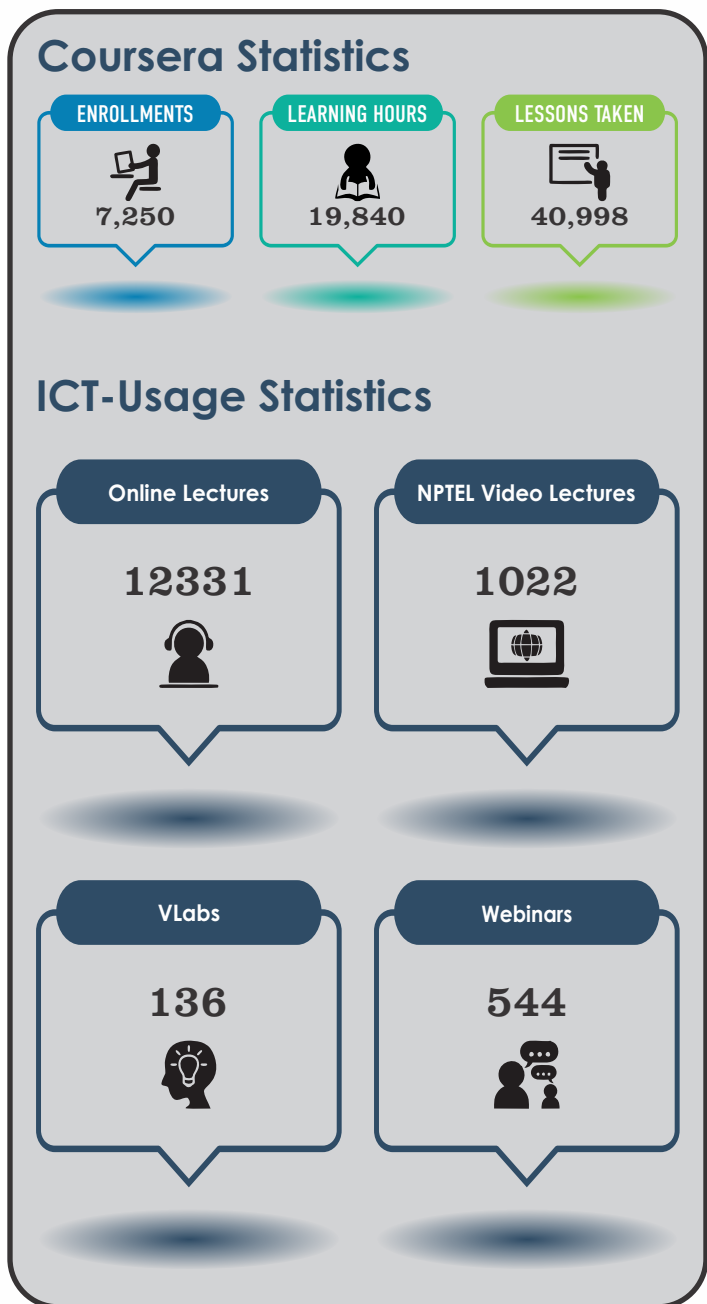 Coursera Statistics
ENROLLMENTS
7,250
LEARNING HOURS
19,840
LESSONS TAKEN
40,998
ICT-Usage Statistics
Online Lectures
12331
NPTEL Video Lectures
1022
VLabs
136
Webinars
544